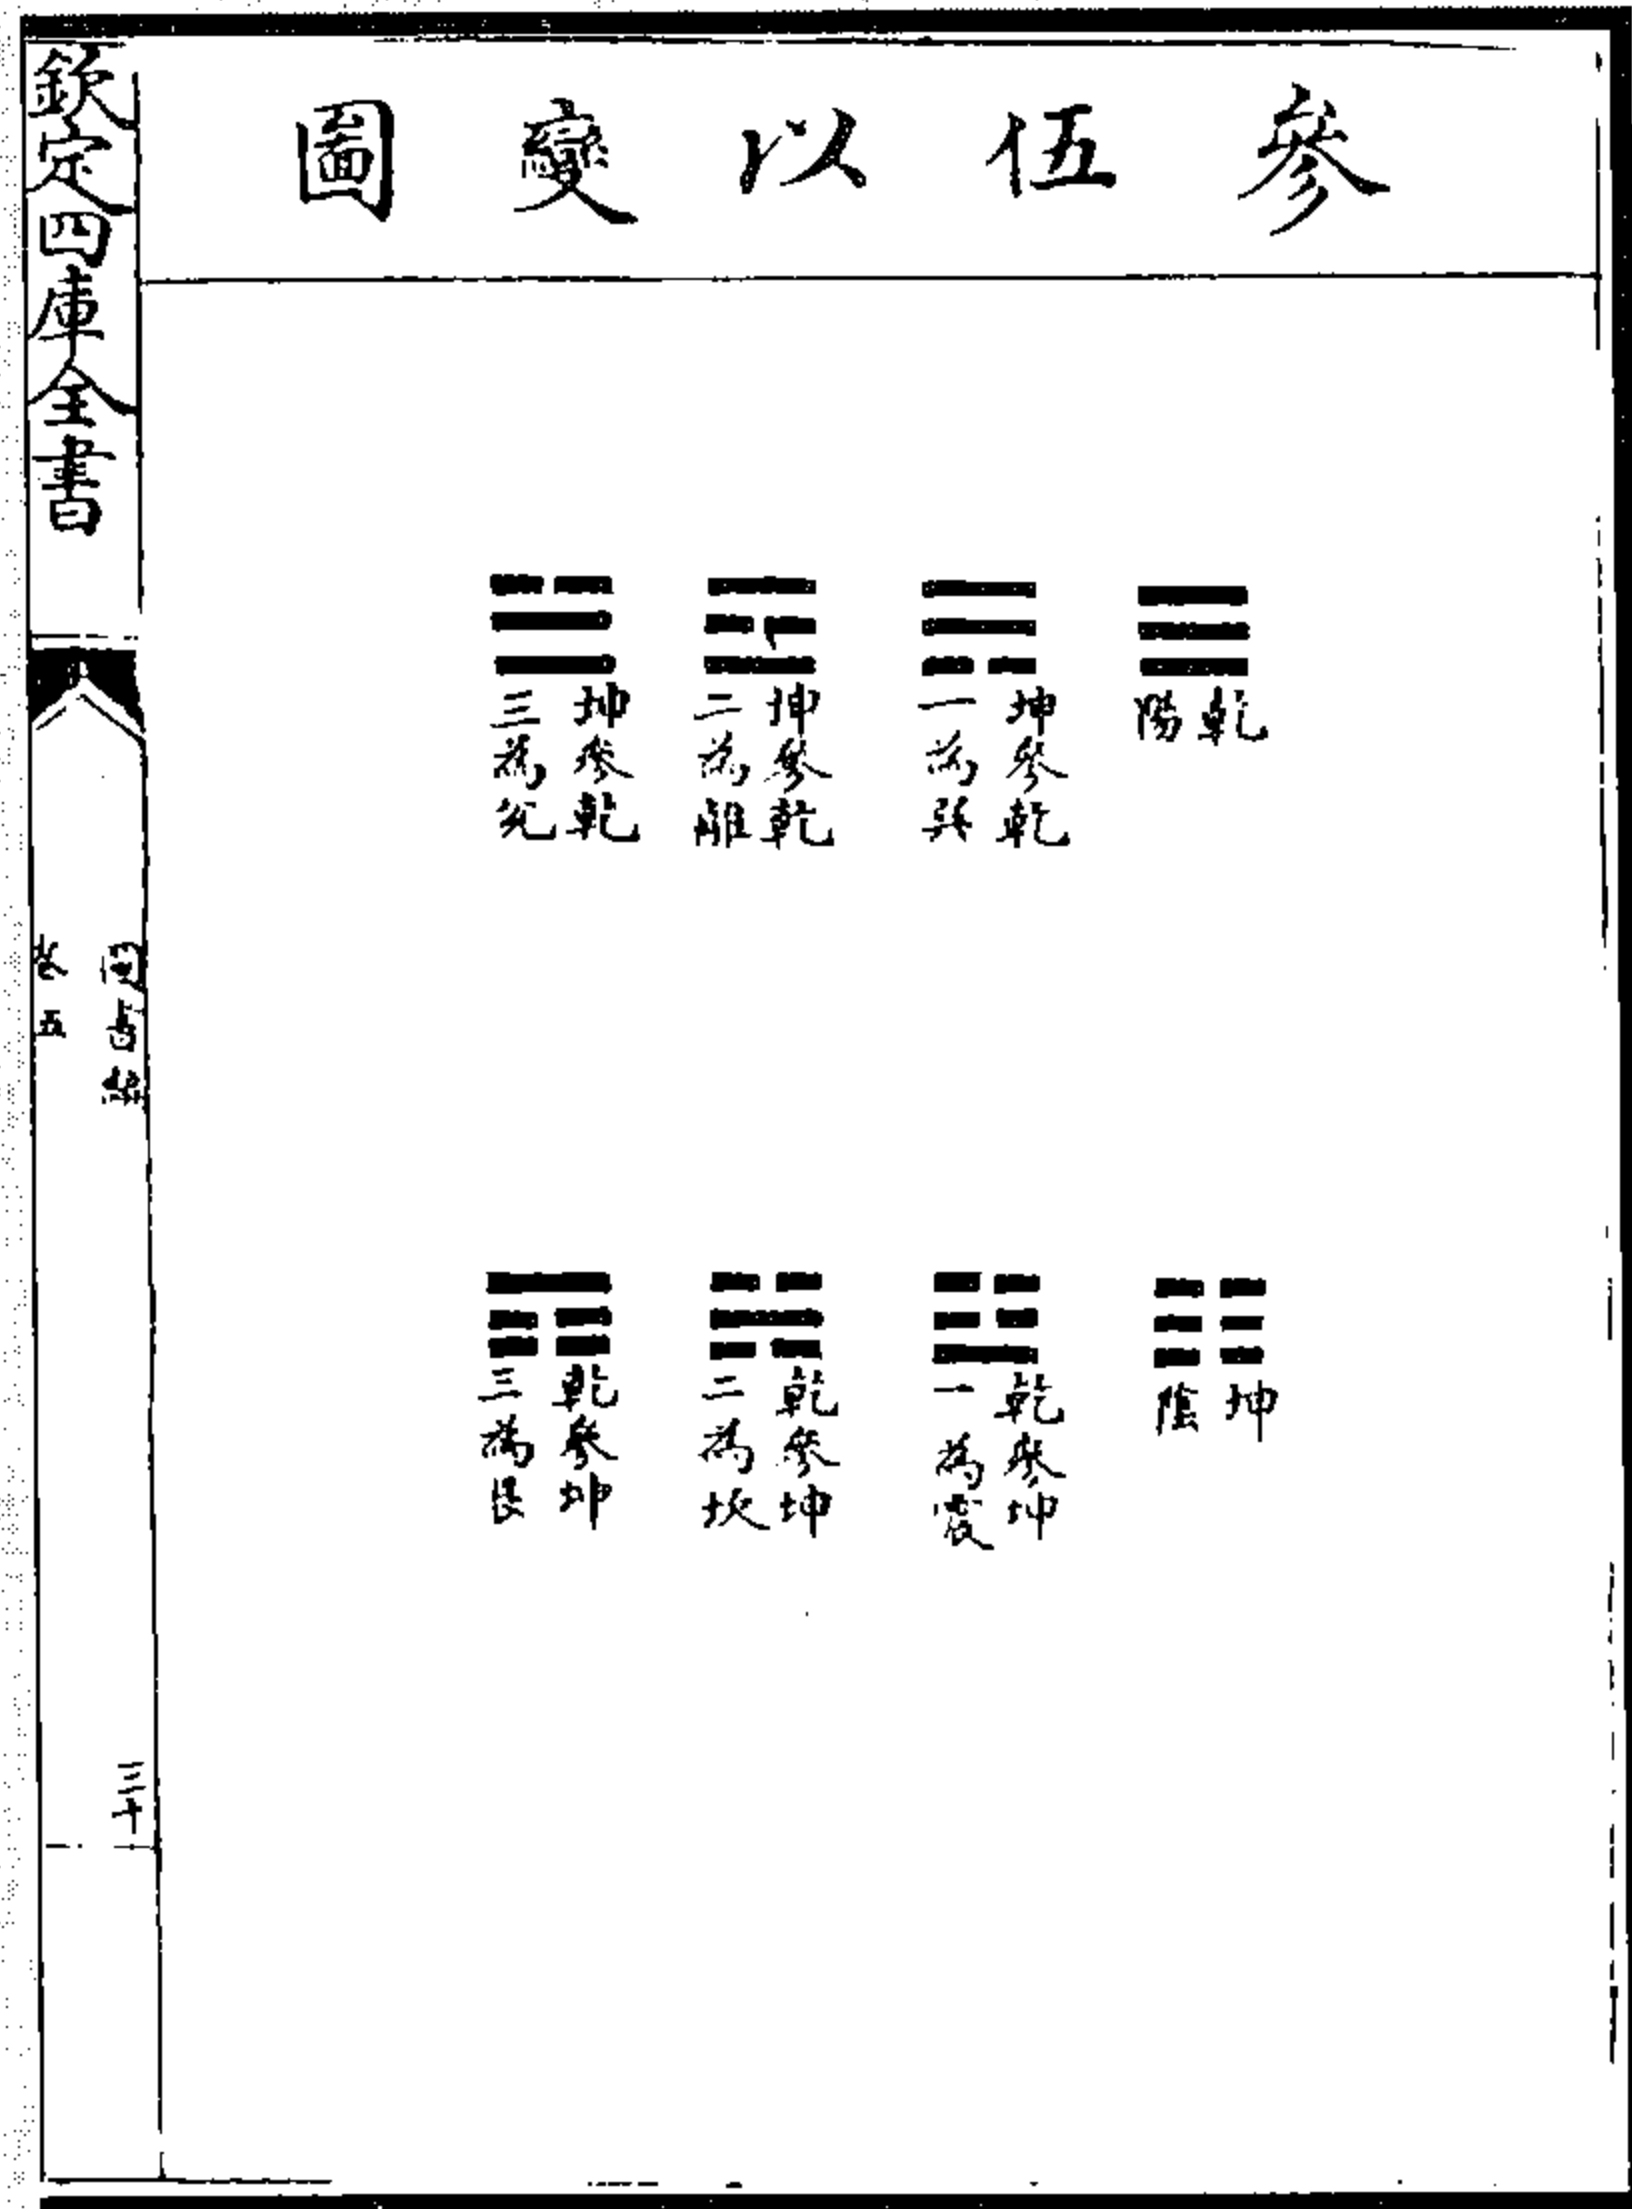 參伍以變圖
乾
陽
坤參乾
一為巽
坤參乾
二為離
坤參乾
三為兌
坤
陰
乾參坤
一為震
乾參坤
二為坎
乾參坤
三為艮
欽定四庫全書
卷五
三十